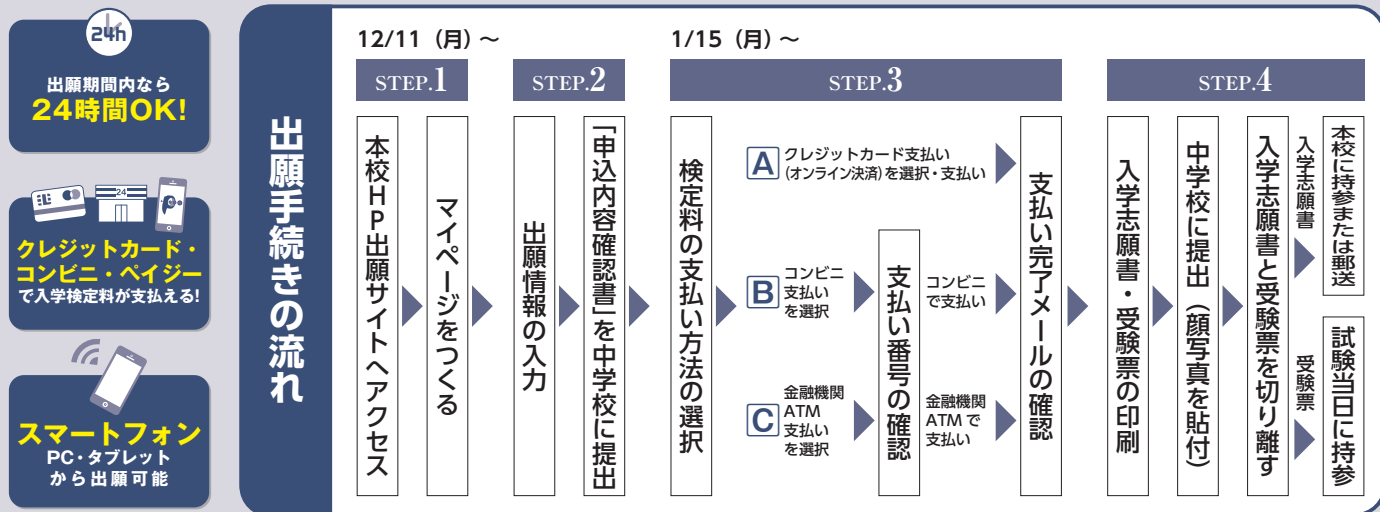 24h
出願期間内なら
24時間OK!
24
クレジットカード・
コンビニ・ペイジー
で入学検定料が支払える!
スマートフォン
PC・タブレット
から出願可能
出願手続きの流れ
12/11（月）～
STEP.1
本校HP出願サイトへアクセス
マイページをつくる
STEP.2
出願情報の入力
「申込内容確認書」を中学校に提出
1/15（月）～
STEP.3
検定料の支払い方法の選択
A
クレジットカード支払い
(オンライン決済)を選択・支払い
B
コンビニ
支払い
を選択
C
金融機関
ATM
支払い
を選択
支払い番号の確認
コンビニ
で支払い
金融機関
ATMで
支払い
支払い完了メールの確認
STEP.4
入学志願書・受験票の印刷
中学校に提出（顔写真を貼付）
入学志願書と受験票を切り離す
入学志願書
本校に持参または郵送
受験票
試験当日に持参